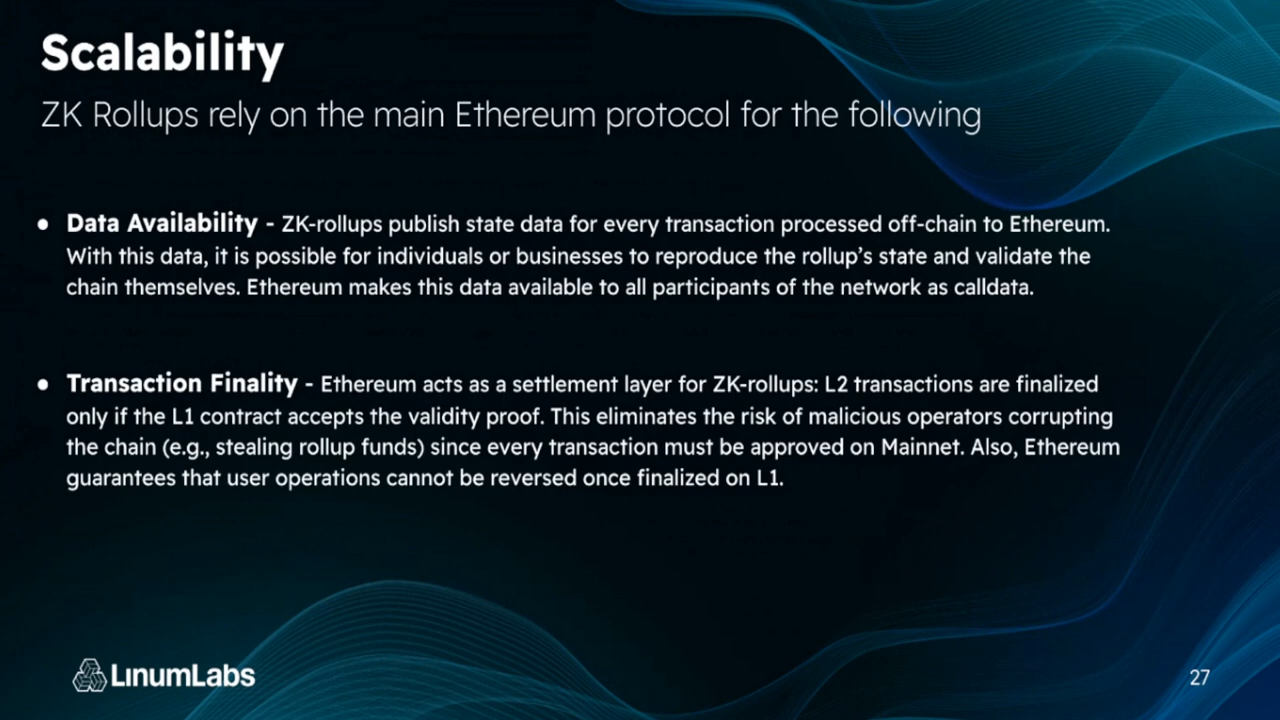 Scalability
ZK Rollups rely on the main Ethereum protocol for the following
• Data Availability - ZK-rollups publish state data for every transaction processed off-chain to Ethereum.
With this data, it is possible for individuals or businesses to reproduce the rollup’s state and validate the
chain themselves. Ethereum makes this data available to all participants of the network as calldata.
• Transaction Finality - Ethereum acts as a settlement layer for ZK-rollups: L2 transactions are finalized
only if the L1 contract accepts the validity proof. This eliminates the risk of malicious operators corrupting
the chain (e.g., stealing rollup funds) since every transaction must be approved on Mainnet. Also, Ethereum
guarantees that user operations cannot be reversed once finalized on L1.
LinumLabs
27